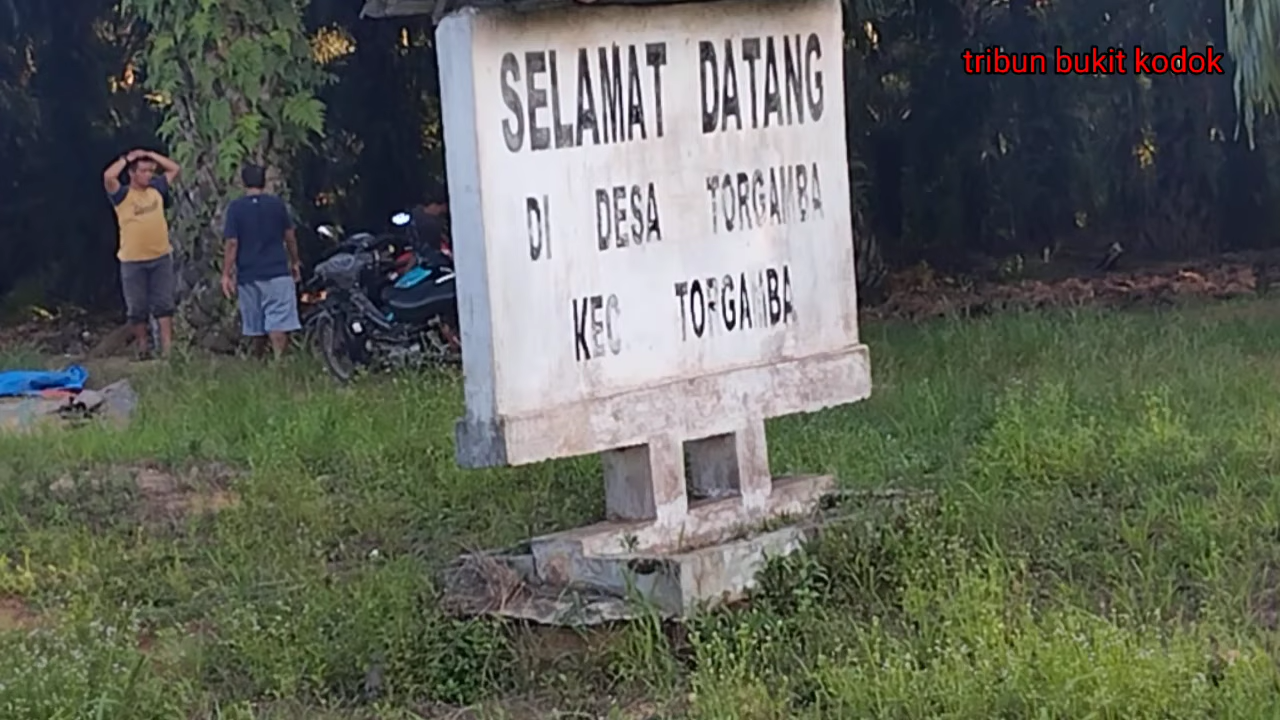 tribun bukit kodok
SELAMAT DATANG
DI DESA TORGAMBA
KEC TORGAMBA